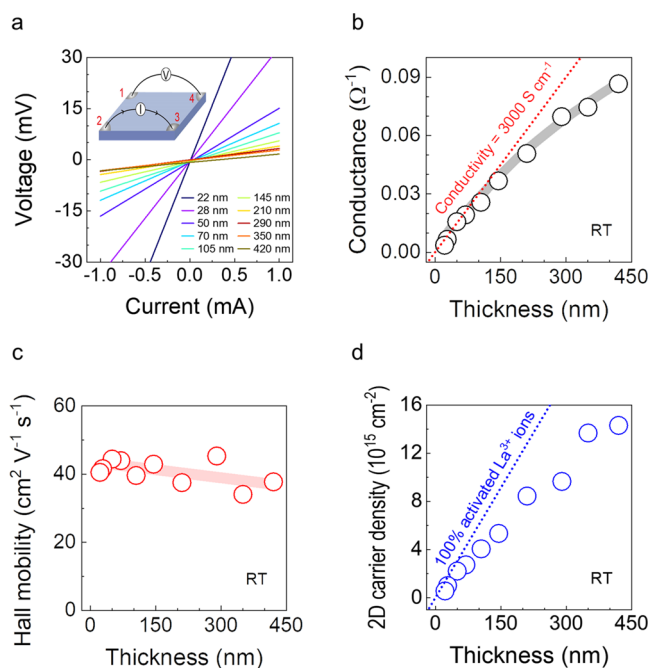 a
Voltage (mV)
30
15
0
-15
-30
V
I
1
2
3
4
22 nm
28 nm
50 nm
70 nm
105 nm
145 nm
210 nm
290 nm
350 nm
420 nm
-1.0 -0.5 0.0 0.5 1.0
Current (mA)
b
Conductance (Ω⁻¹)
0.09
0.06
0.03
0.00
Conductivity = 3000 S cm⁻¹
RT
0 150 300 450
Thickness (nm)
c
Hall mobility (cm² V⁻¹ s⁻¹)
60
40
20
0
RT
0 150 300 450
Thickness (nm)
d
2D carrier density (10¹⁵ cm⁻²)
16
12
8
4
0
100% activated La³⁺ ions
RT
0 150 300 450
Thickness (nm)